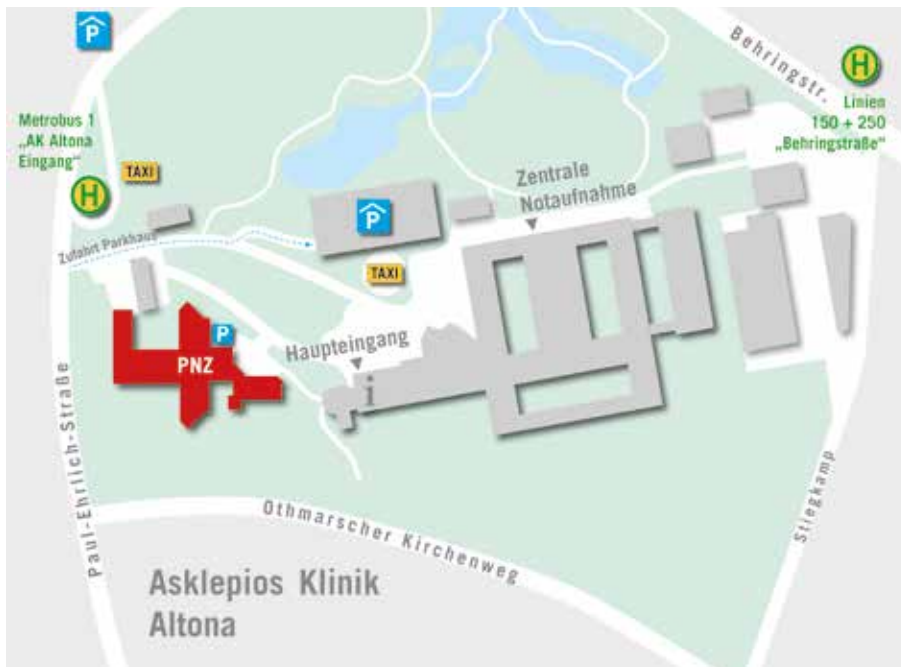 P
Behringstr.
H
Linien
150 + 250
„Behringstraße“
Metrobus 1
„AK Altona
Eingang“
TAXI
H
Zentrale
Notaufnahme
P
Zufahrt Parkhaus
TAXI
P
PNZ
Haupteingang
i
Paul-Ehrlich-Straße
Stiegkamp
Othmarscher Kirchenweg
Asklepios Klinik
Altona